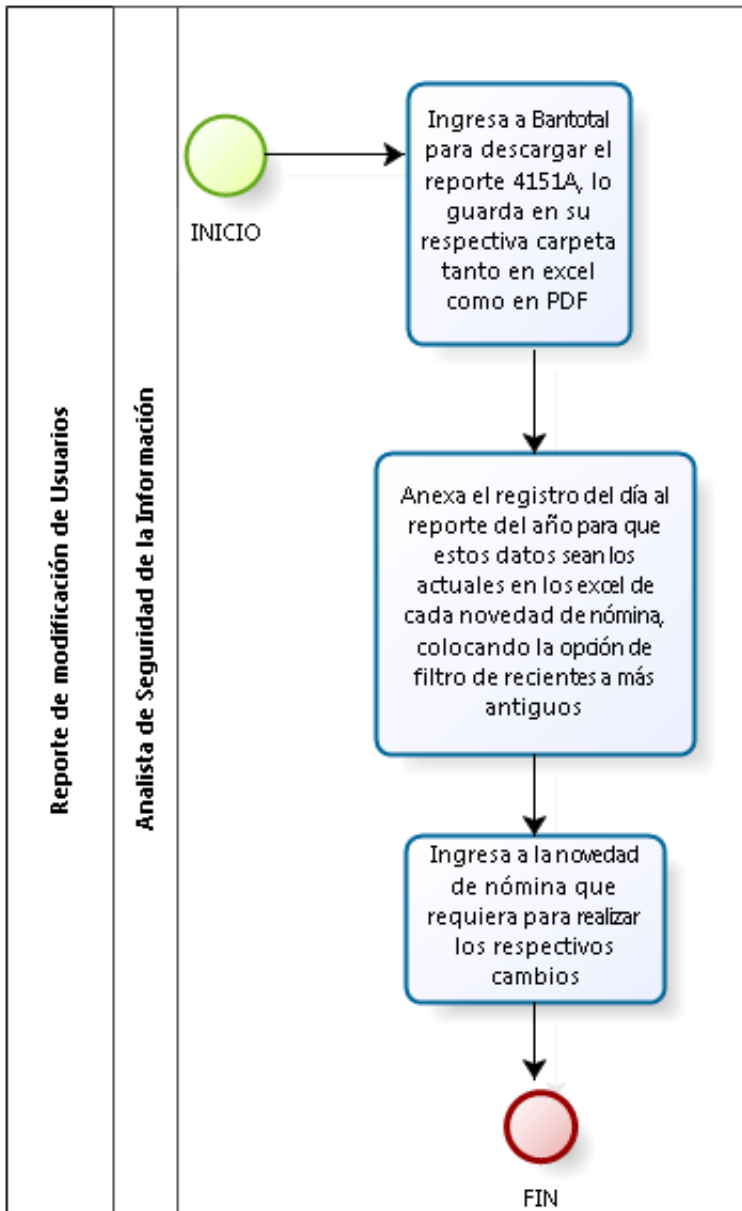 Reporte de modificación de Usuarios
Analista de Seguridad de la Información
INICIO
Ingresa a Bantotal
para descargar el
reporte 4151A, lo
guarda en su
respectiva carpeta
tanto en excel
como en PDF
Anexa el registro del día al
reporte del año para que
estos datos sean los
actuales en los excel de
cada novedad de nómina,
colocando la opción de
filtro de recientes a más
antiguos
Ingresa a la novedad
de nómina que
requiera para realizar
los respectivos
cambios
FIN